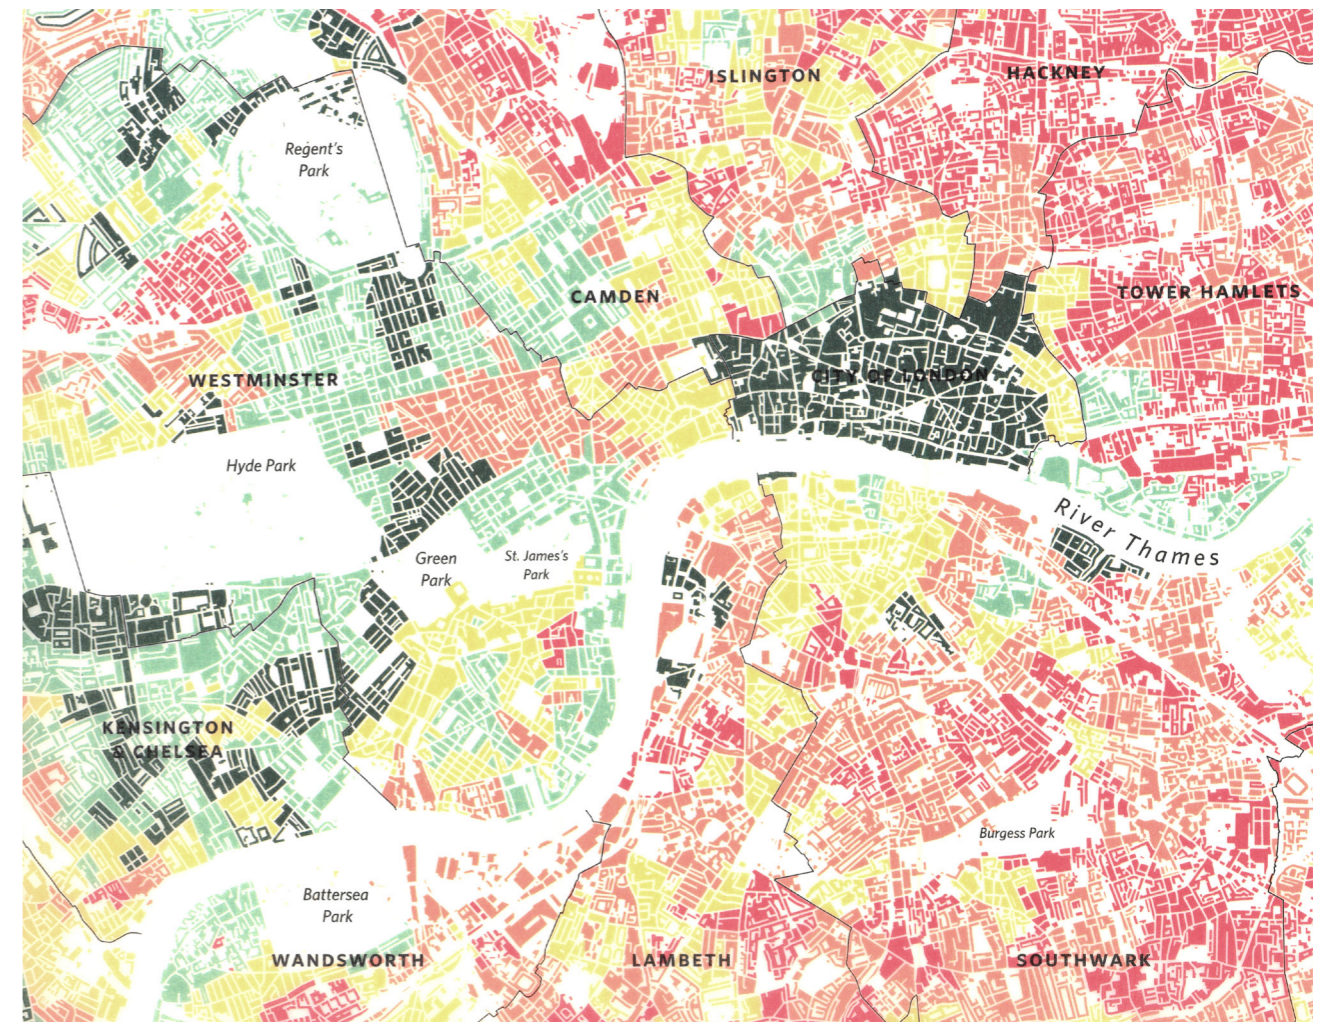 ISLINGTON
HACKNEY
Regent's
Park
CAMDEN
TOWER HAMLETS
WESTMINSTER
CITY OF LONDON
Hyde Park
River Thames
Green
Park
St. James's
Park
KENSINGTON
& CHELSEA
Burgess Park
Battersea
Park
WANDSWORTH
LAMBETH
SOUTHWARK